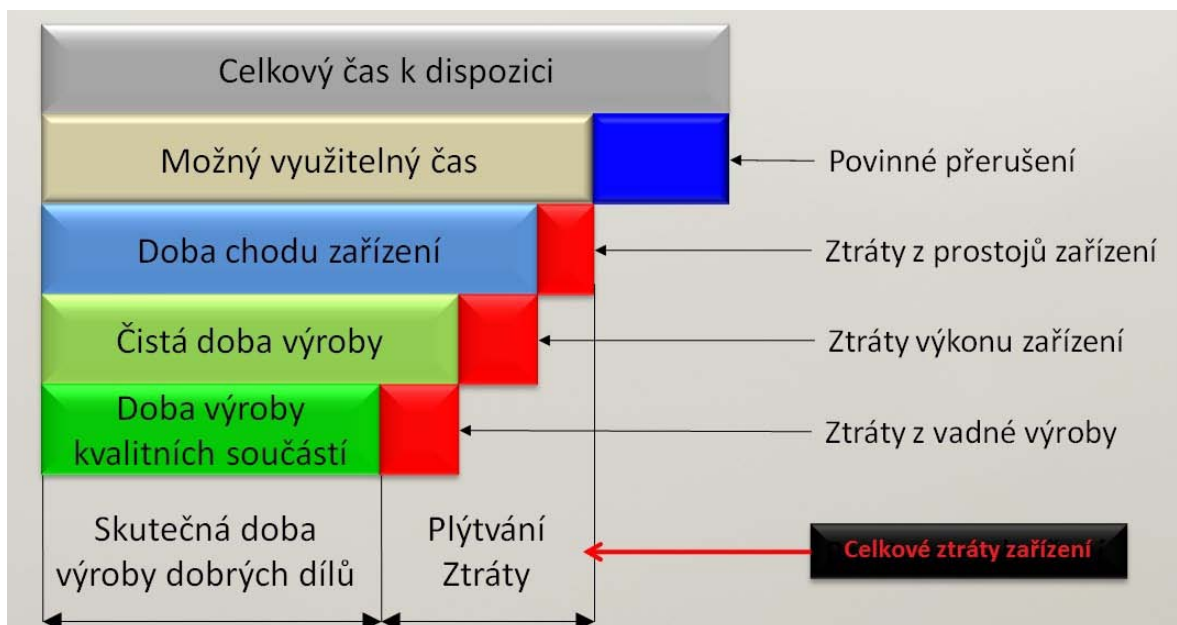 Celkový čas k dispozici
Možný využitelný čas
Povinné přerušení
Doba chodu zařízení
Ztráty z prostojů zařízení
Čistá doba výroby
Ztráty výkonu zařízení
Doba výroby
kvalitních součástí
Ztráty z vadné výroby
Skutečná doba
výroby dobrých dílů
Plýtvání
Ztráty
Celkové ztráty zařízení